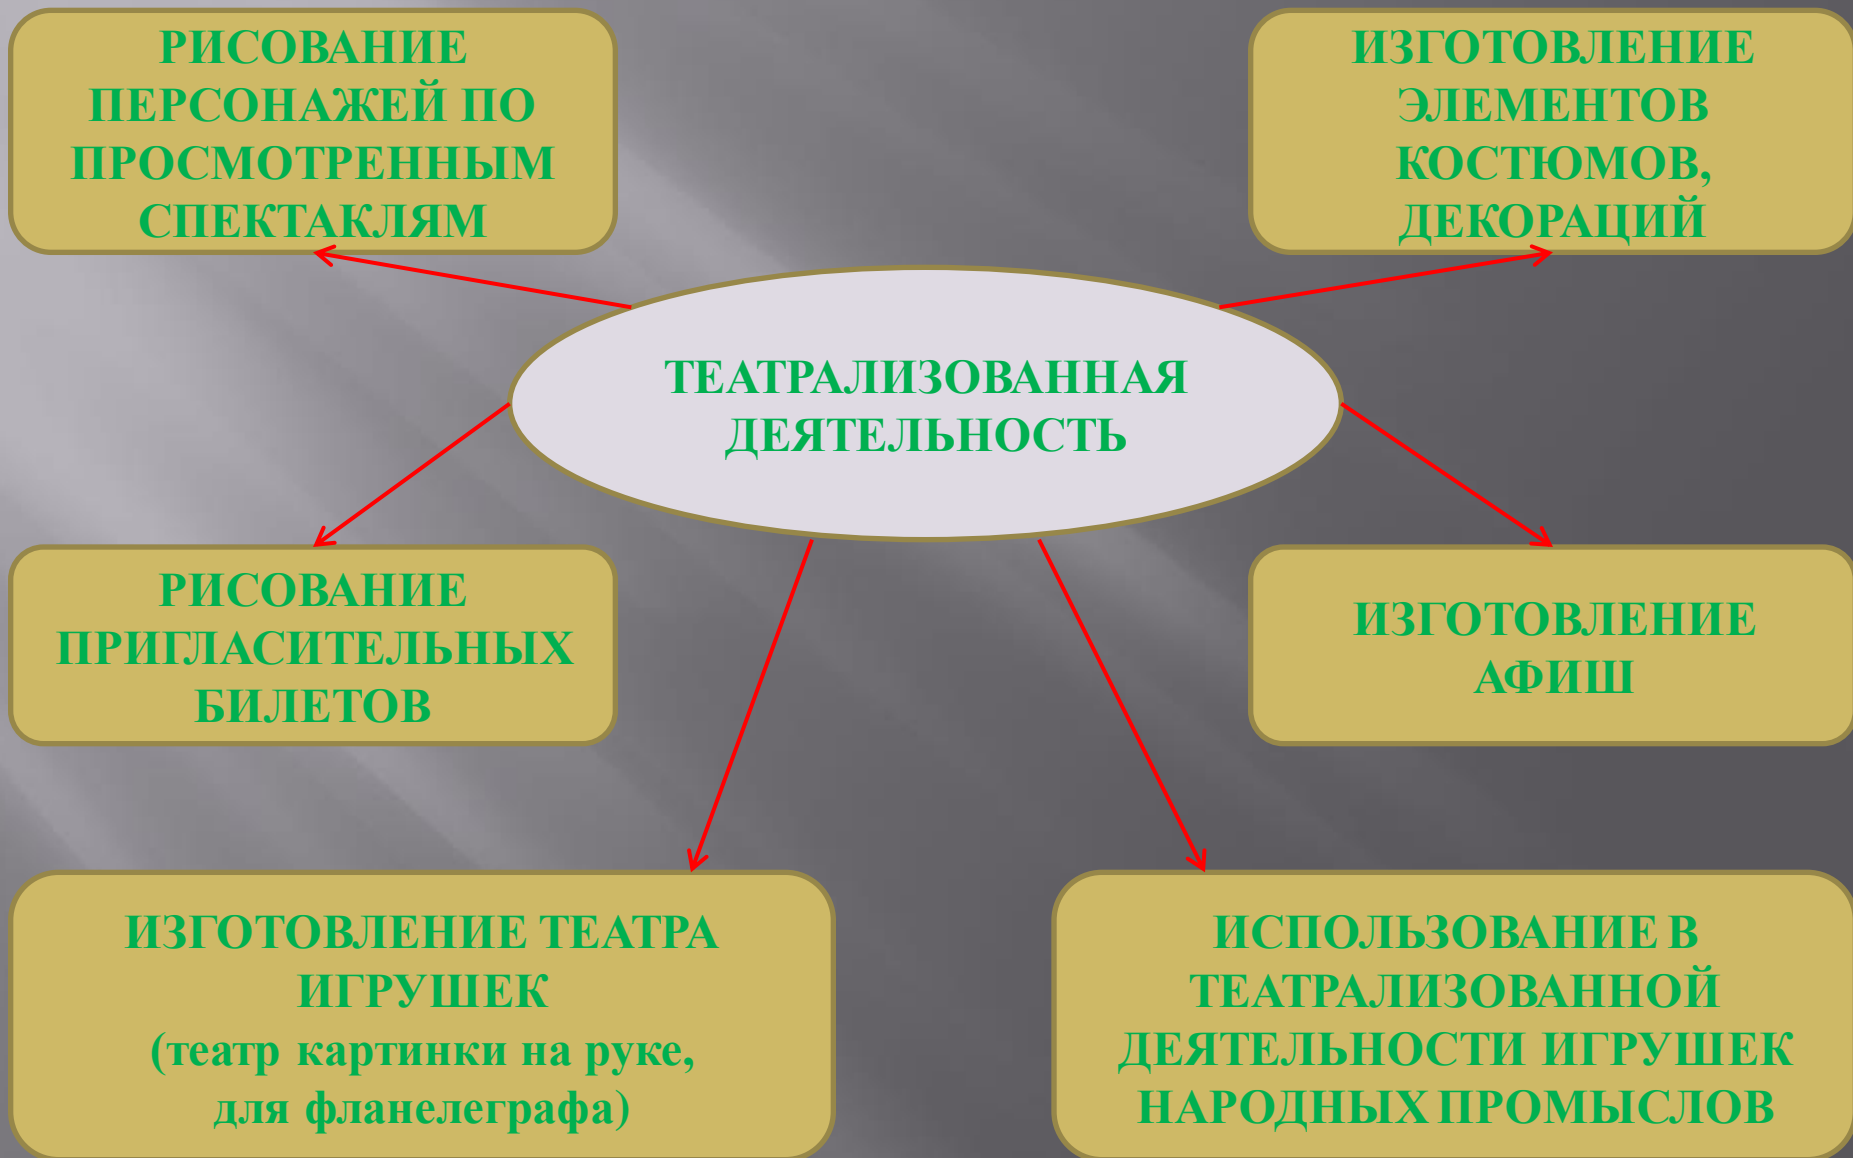 РИСОВАНИЕ
ПЕРСОНАЖЕЙ ПО
ПРОСМОТРЕННЫМ
СПЕКТАКЛЯМ
ИЗГОТОВЛЕНИЕ
ЭЛЕМЕНТОВ
КОСТЮМОВ,
ДЕКОРАЦИЙ
ТЕАТРАЛИЗОВАННАЯ
ДЕЯТЕЛЬНОСТЬ
РИСОВАНИЕ
ПРИГЛАСИТЕЛЬНЫХ
БИЛЕТОВ
ИЗГОТОВЛЕНИЕ
АФИШ
ИЗГОТОВЛЕНИЕ ТЕАТРА
ИГРУШЕК
(театр картинки на руке,
для фланелеграфа)
ИСПОЛЬЗОВАНИЕ В
ТЕАТРАЛИЗОВАННОЙ
ДЕЯТЕЛЬНОСТИ ИГРУШЕК
НАРОДНЫХ ПРОМЫСЛОВ